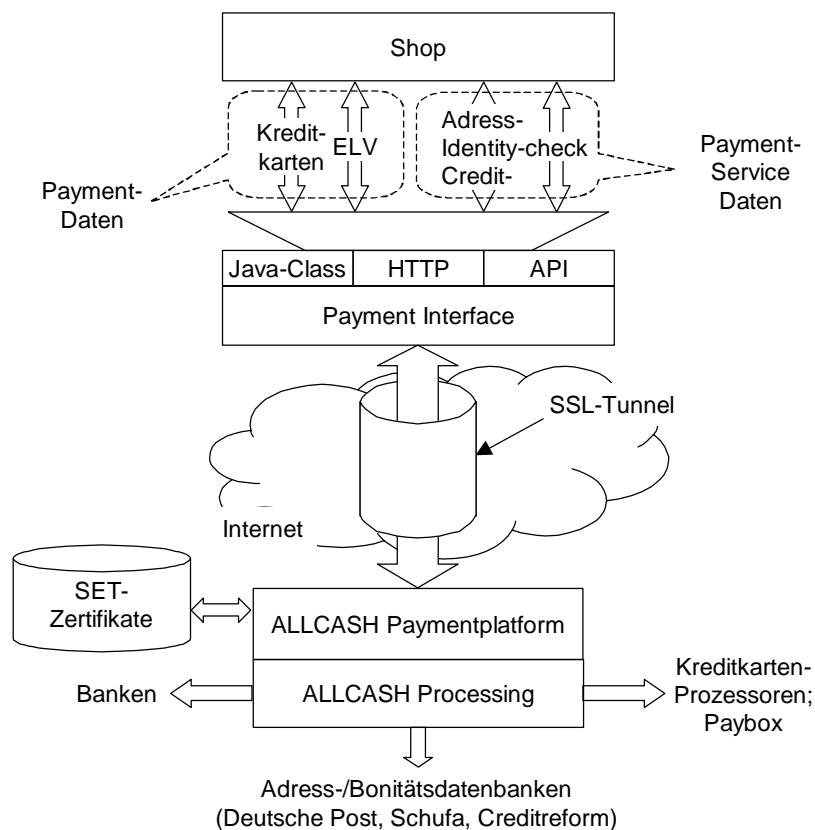 Shop
Kredit-
karten
ELV
Adress-
Identity-check
Credit-
Payment-
Daten
Payment-
Service
Daten
Java-Class
HTTP
API
Payment Interface
SSL-Tunnel
Internet
SET-
Zertifikate
ALLCASH Paymentplatform
Banken
ALLCASH Processing
Kreditkarten-
Prozessoren;
Paybox
Adress-/Bonitätsdatenbanken
(Deutsche Post, Schufa, Creditreform)